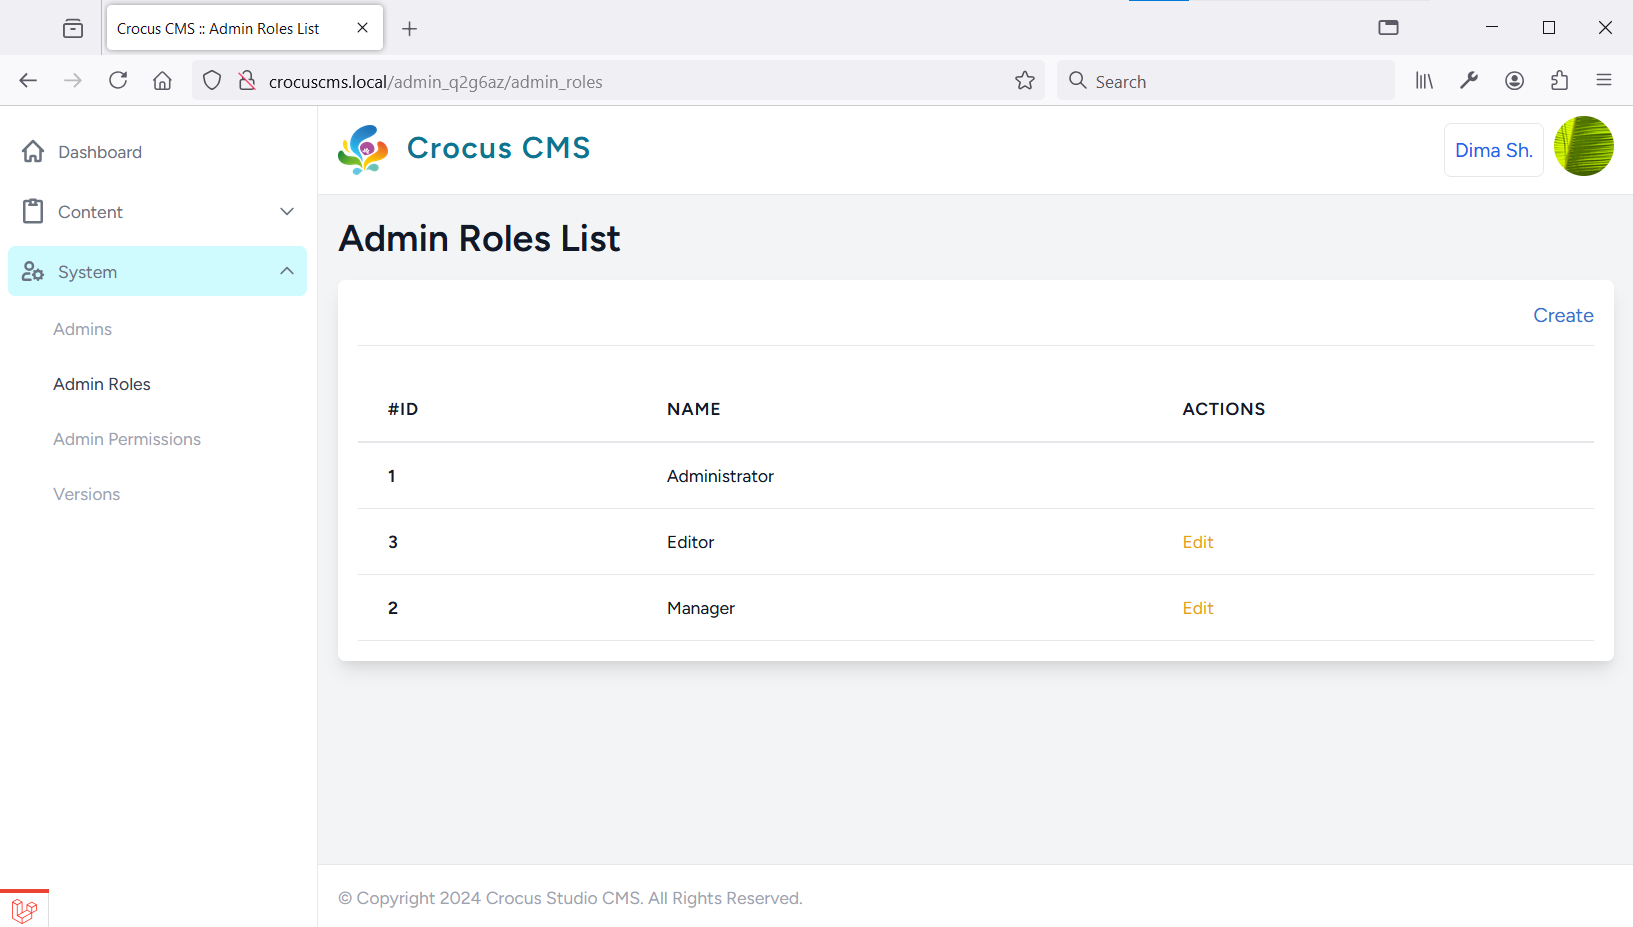 Crocus CMS :: Admin Roles List
crocuscms.local/admin_q2g6az/admin_roles
Search
Dashboard
Content
System
Admins
Admin Roles
Admin Permissions
Versions
Crocus CMS
Dima Sh.
Admin Roles List
Create
#ID NAME ACTIONS
1 Administrator
3 Editor Edit
2 Manager Edit
© Copyright 2024 Crocus Studio CMS. All Rights Reserved.